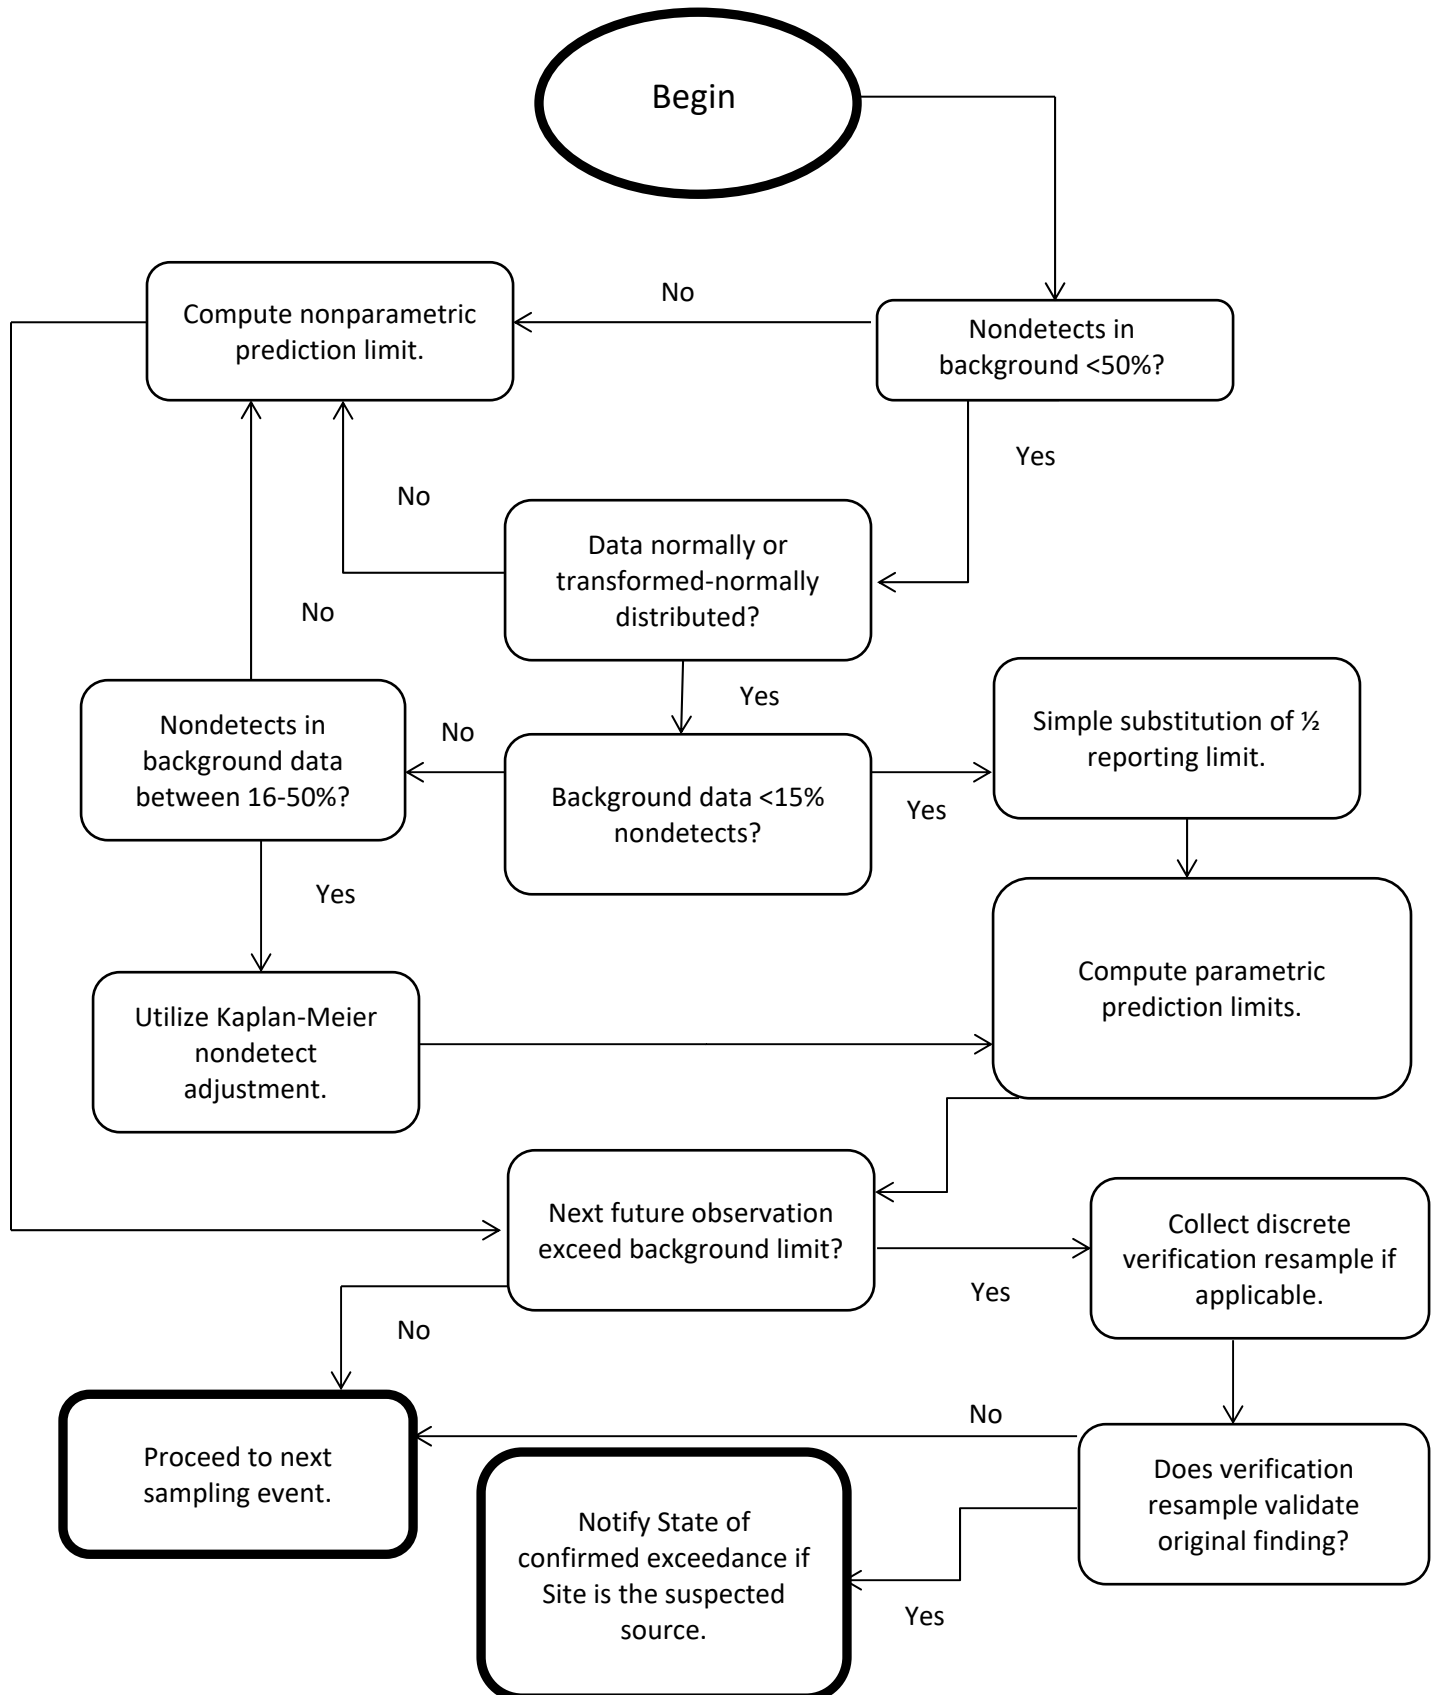 Begin
No
Compute nonparametric
prediction limit.
Nondetects in
background <50%?
Yes
No
Data normally or
transformed-normally
distributed?
No
Yes
Nondetects in
background data
between 16-50%?
No
Background data <15%
nondetects?
Yes
Simple substitution of ½
reporting limit.
Yes
Compute parametric
prediction limits.
Utilize Kaplan-Meier
nondetect
adjustment.
Next future observation
exceed background limit?
Yes
Collect discrete
verification resample if
applicable.
No
No
Proceed to next
sampling event.
Does verification
resample validate
original finding?
Notify State of
confirmed exceedance if
Site is the suspected
source.
Yes